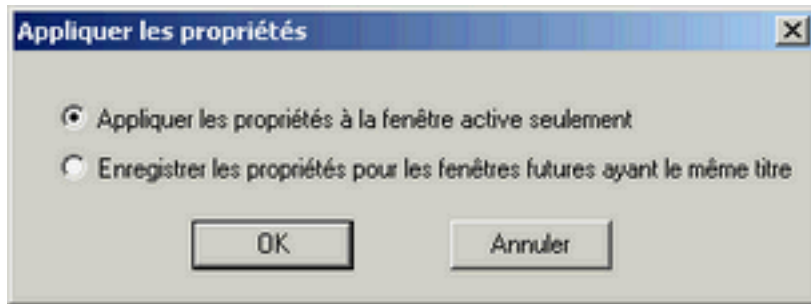 Appliquer les propriétés
Appliquer les propriétés à la fenêtre active seulement
Enregistrer les propriétés pour les fenêtres futures ayant le même titre
OK
Annuler